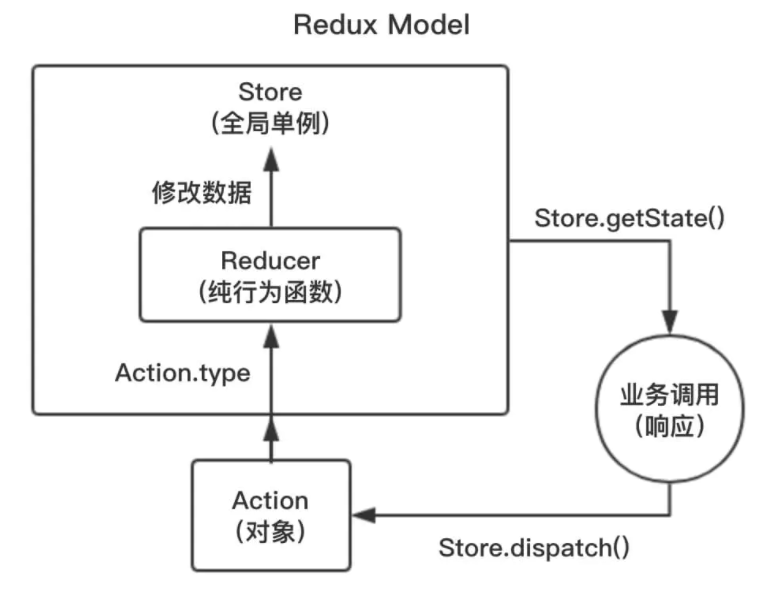 Redux Model
Store
（全局单例）
修改数据
Store.getState()
Reducer
（纯行为函数）
Action.type
业务调用
（响应）
Action
（对象）
Store.dispatch()